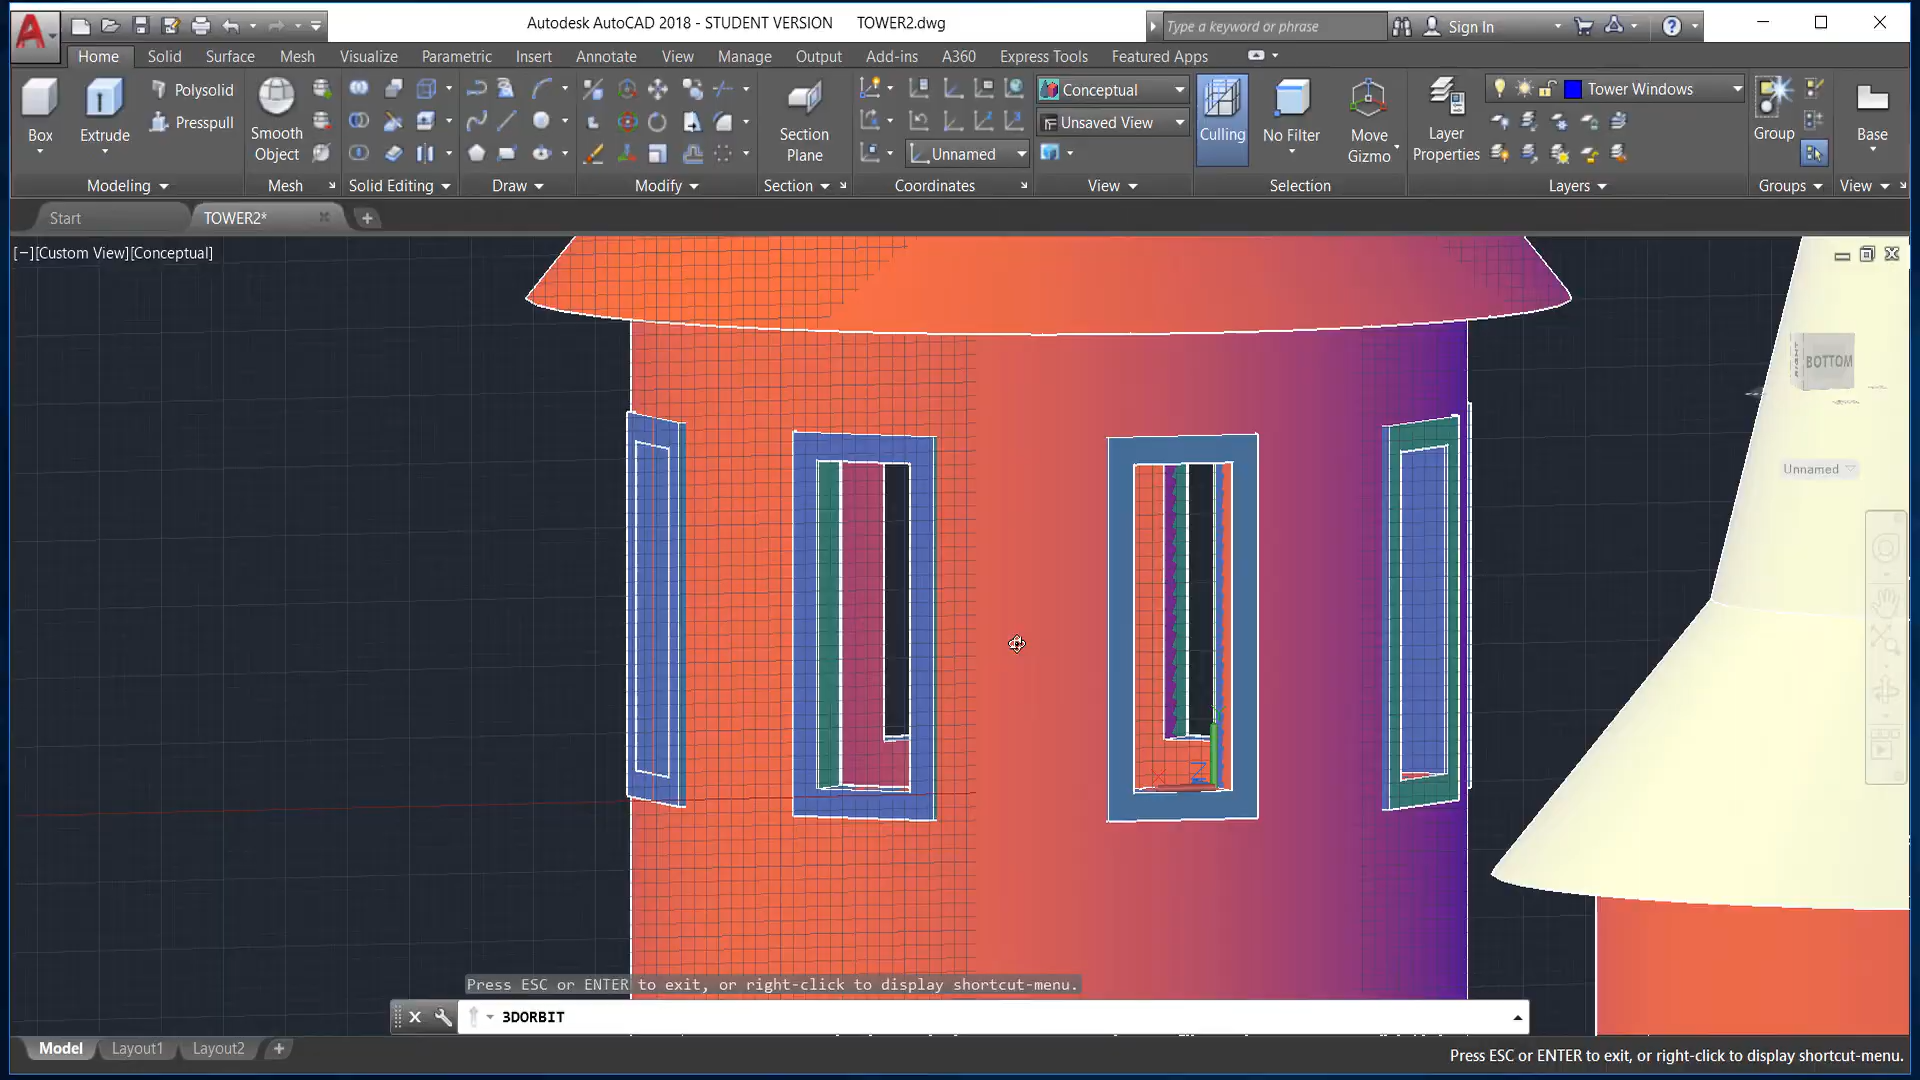 Autodesk AutoCAD 2018 - STUDENT VERSION TOWER2.dwg
Type a keyword or phrase
Sign In
Home Solid Surface Mesh Visualize Parametric Insert Annotate View Output Add-ins A360 Express Tools Featured Apps
Box
Extrude
Polysolid
Presspull
Smooth
Object
Section
Plane
Unnamed
Conceptual
Unsaved View
Culling
No Filter
Move
Gizmo
Layer
Properties
Tower Windows
Group
Base
Modeling Mesh Solid Editing Draw Modify Section Coordinates View Selection Layers Groups View
Start TOWER2*
[−][Custom View][Conceptual]
RIGHT
BOTTOM
Unnamed
X
Z
Press ESC or ENTER to exit, or right-click to display shortcut-menu.
3DORBIT
Model Layout1 Layout2
Press ESC or ENTER to exit, or right-click to display shortcut-menu.